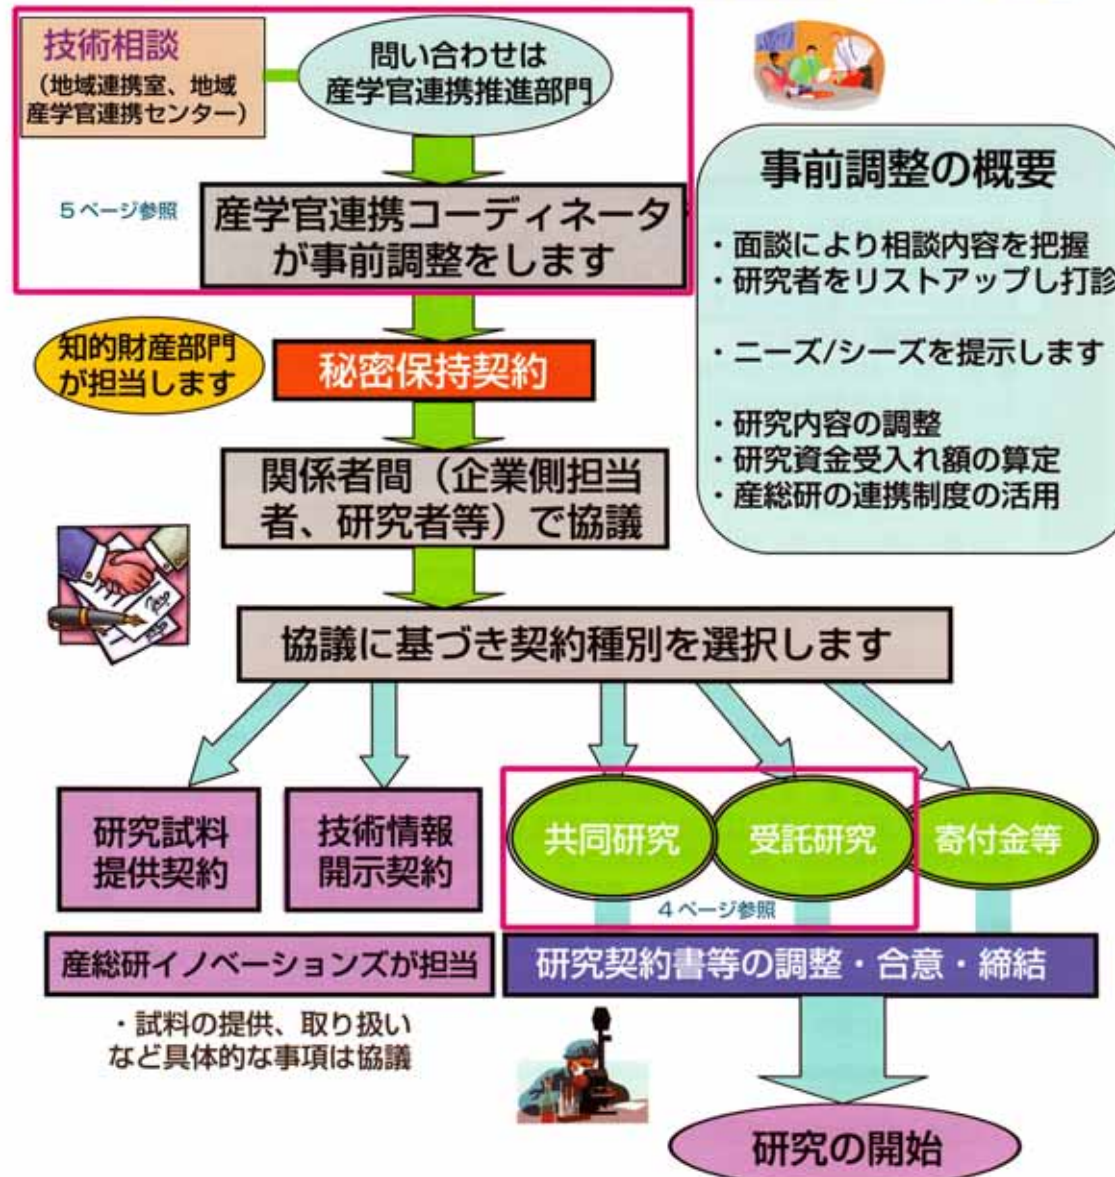 技術相談
(地域連携室、地域
産学官連携センター)
問い合わせは
産学官連携推進部門
5ページ参照
産学官連携コーディネータ
が事前調整をします
事前調整の概要
・面談により相談内容を把握
・研究者をリストアップし打診
・ニーズ/シーズを提示します
・研究内容の調整
・研究資金受入れ額の算定
・産総研の連携制度の活用
知的財産部門
が担当します
秘密保持契約
関係者間（企業側担当
者、研究者等）で協議
協議に基づき契約種別を選択します
研究試料
提供契約
技術情報
開示契約
共同研究
受託研究
寄付金等
4ページ参照
産総研イノベーションズが担当
研究契約書等の調整・合意・締結
・試料の提供、取り扱い
など具体的な事項は協議
研究の開始